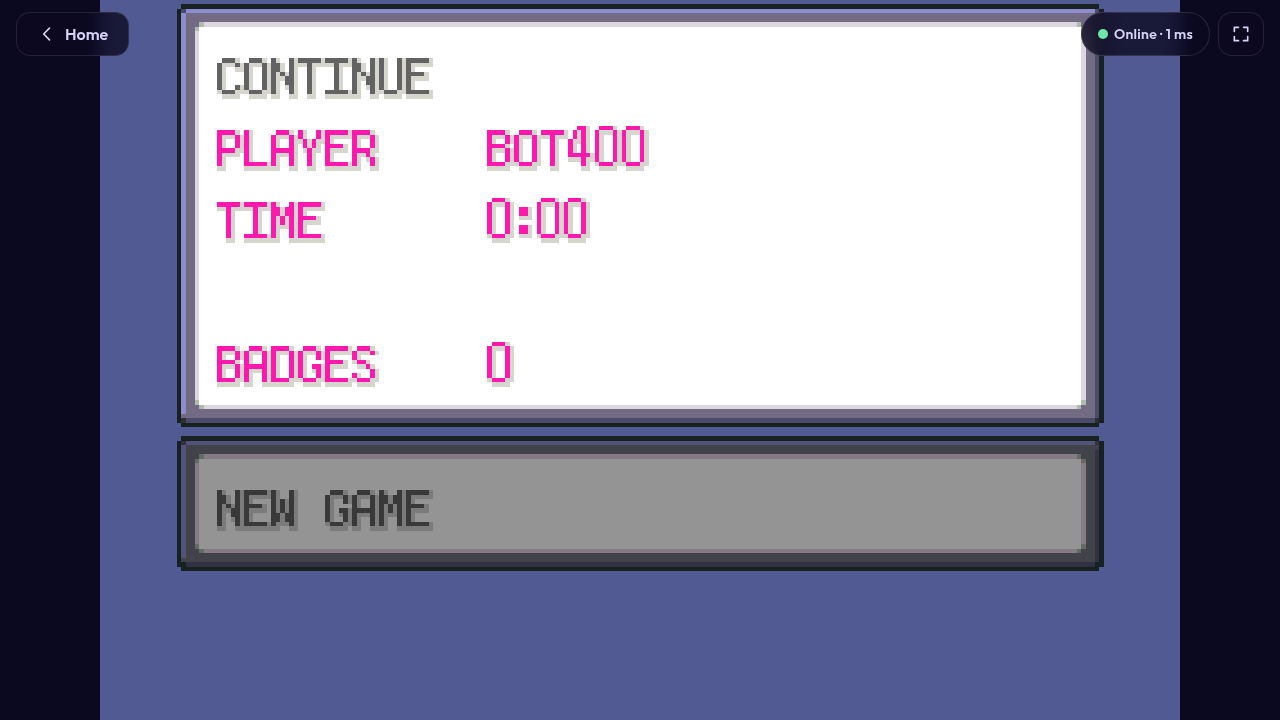 Home
Online · 1 ms
CONTINUE
PLAYER BOT400
TIME 0:00
BADGES 0
NEW GAME